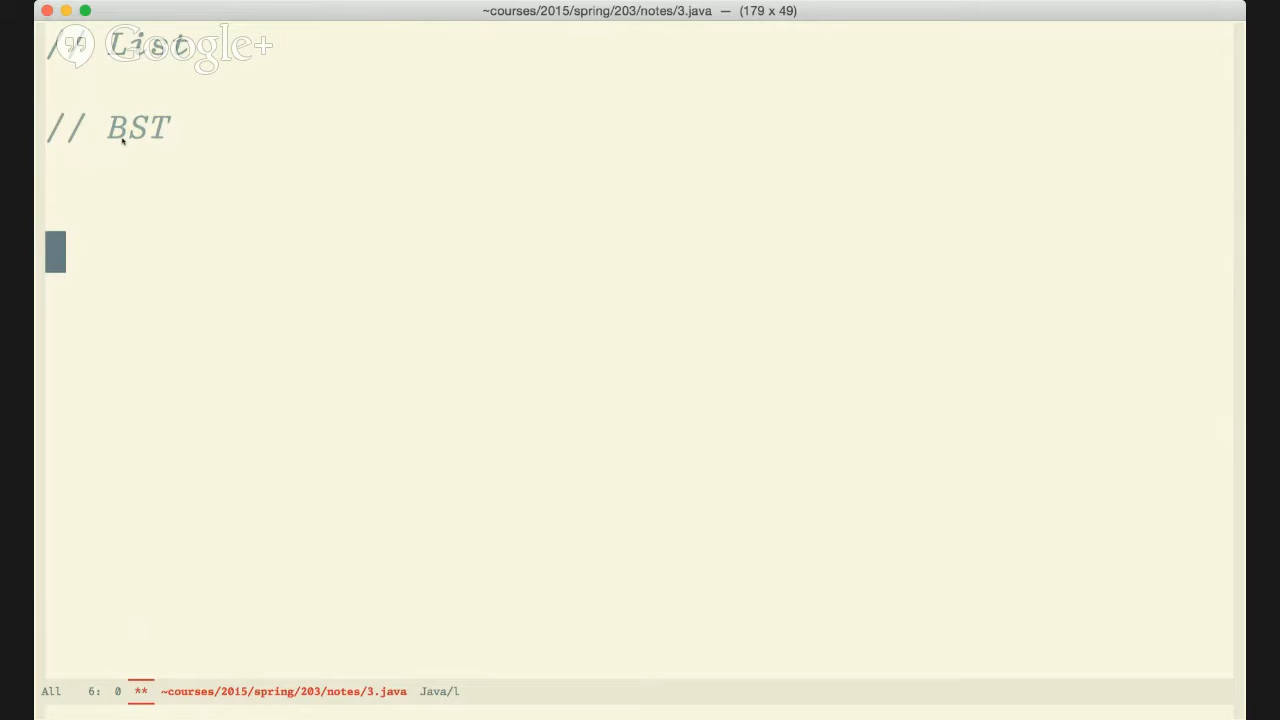 ~courses/2015/spring/203/notes/3.java — (179 x 49)
// List
Google+
// BST
All 6: 0 ** ~courses/2015/spring/203/notes/3.java Java/l